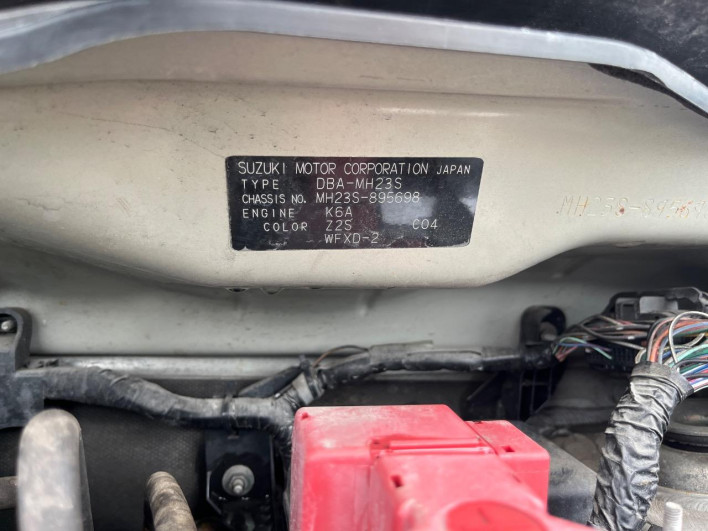 SUZUKI MOTOR CORPORATION JAPAN
TYPE DBA-MH23S
CHASSIS NO. MH23S-895698
ENGINE K6A
COLOR Z2S C04
WFXD-2